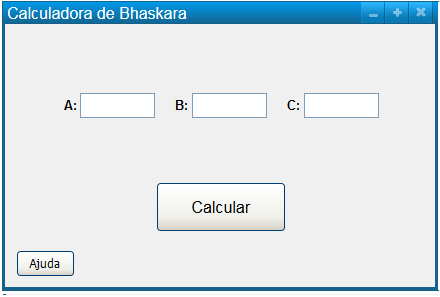 Calculadora de Bhaskara
A: B: C:
Calcular
Ajuda